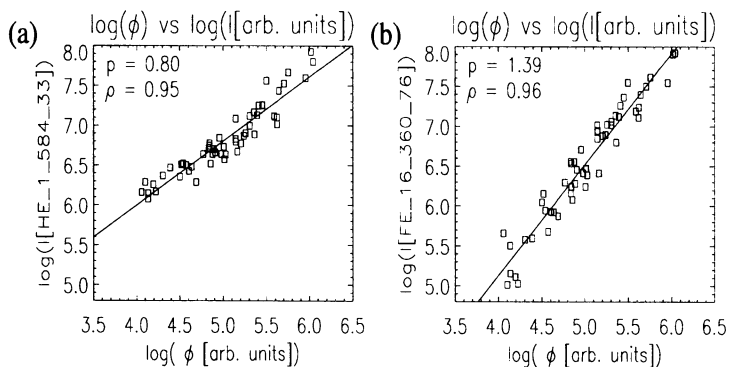 (a)
log(φ) vs log(I[arb. units])
p = 0.80
ρ = 0.95
log(I[HE_1_584_33])
8.0
7.5
7.0
6.5
6.0
5.5
5.0
3.5 4.0 4.5 5.0 5.5 6.0 6.5
log( φ [arb. units])
(b)
log(φ) vs log(I[arb. units])
p = 1.39
ρ = 0.96
log(I[FE_16_360_76])
8.0
7.5
7.0
6.5
6.0
5.5
5.0
3.5 4.0 4.5 5.0 5.5 6.0 6.5
log( φ [arb. units])